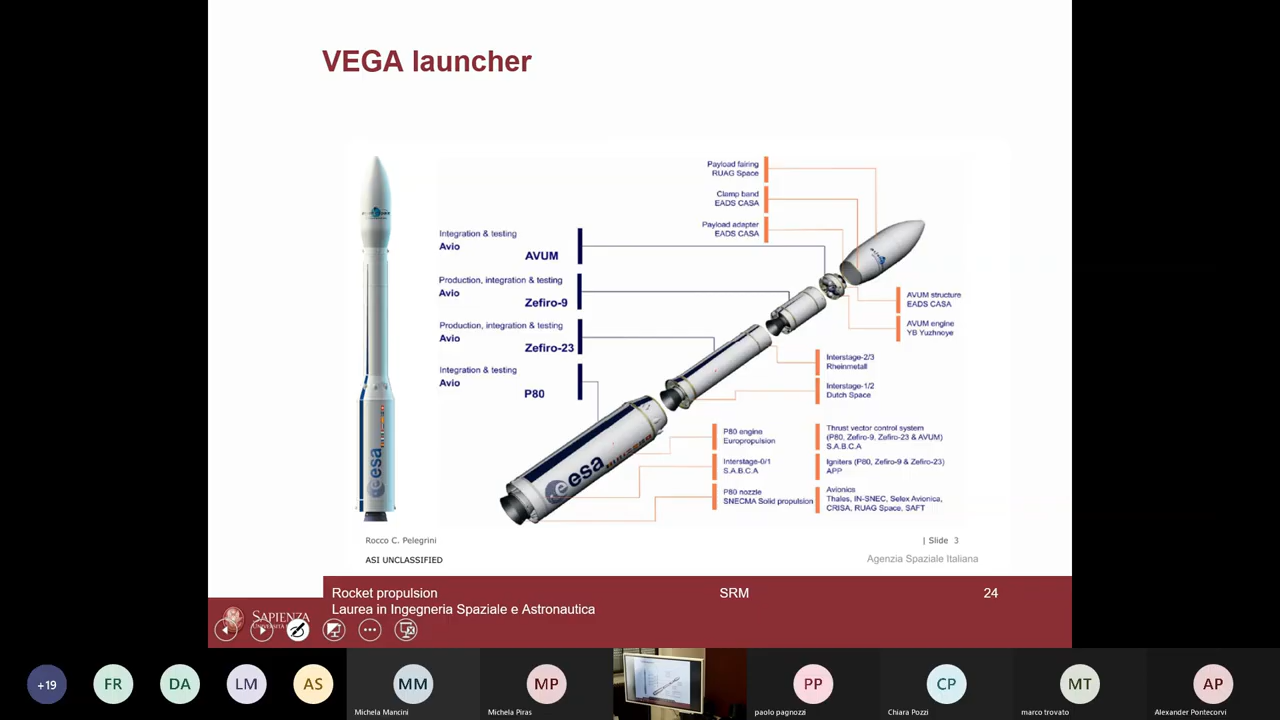 VEGA launcher
Payload fairing
RUAG Space
Clamp band
EADS CASA
Payload adapter
EADS CASA
Integration & testing
Avio
AVUM
Production, integration & testing
Avio
Zefiro-9
Production, integration & testing
Avio
Zefiro-23
Integration & testing
Avio
P80
AVUM structure
EADS CASA
AVUM engine
YB Yuzhnoye
Interstage-2/3
Rheinmetall
Interstage-1/2
Dutch Space
P80 engine
Europropulsion
Interstage-0/1
S.A.B.C.A
P80 nozzle
SNECMA Solid propulsion
Thrust vector control system
(P80, Zefiro-9, Zefiro-23 & AVUM)
S.A.B.C.A
Igniters (P80, Zefiro-9 & Zefiro-23)
APP
Avionics
Thales, IN-SNEC, Selex Avionica,
CRISA, RUAG Space, SAFT
esa
esa
Rocco C. Pelegrini
| Slide 3
ASI UNCLASSIFIED
Agenzia Spaziale Italiana
Rocket propulsion
SRM
24
Laurea in Ingegneria Spaziale e Astronautica
SAPIENZA
+19
FR
DA
LM
AS
MM
MP
PP
CP
MT
AP
Michela Mancini
Michela Piras
paolo pagnozzi
Chiara Pozzi
marco trovato
Alexander Pontecorvi